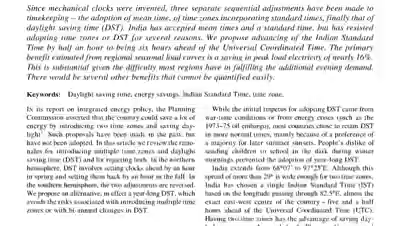 Since mechanical clocks were invented, three separate sequential adjustments have been made to
timekeeping – the adoption of mean time, of time zones incorporating standard times, finally that of
daylight saving time (DST). India has accepted mean times and a standard time, but has resisted
adopting time zones or DST for several reasons. We propose advancing of the Indian Standard
Time by half an hour to being six hours ahead of the Universal Coordinated Time. The primary
benefit estimated from regional seasonal load curves is a saving in peak load electricity of nearly 16%.
This is substantial given the difficulty most regions have in fulfilling the additional evening demand.
There would be several other benefits that cannot be quantified easily.
Keywords: Daylight saving time, energy savings, Indian Standard Time, time zone.
IN its report on integrated energy policy, the Planning
Commission asserted that the country could save a lot of
energy by introducing two time zones and saving day-
light. Such proposals have been made in the past, but
have not been adopted. In this article we review the ratio-
nales for introducing multiple time zones and daylight
saving time (DST) and for rejecting both. In the northern
hemisphere, DST involves setting clocks ahead by an hour
in spring and setting them back by an hour in the fall. In
the southern hemisphere, the two adjustments are reversed.
We propose an alternative, in effect a year-long DST, which
avoids the risks associated with introducing multiple time
zones or with bi-annual changes in DST.
While the initial impetus for adopting DST came from
war-time conditions or from energy crises (such as the
1973–75 oil embargo), most countries chose to retain DST
in more normal times, mainly because of a preference of
a majority for later summer sunsets. People's dislike of
sending children to school in the dark during winter
mornings prevented the adoption of year-long DST.
India extends from 68°07' to 97°25'E. Although this
spread of more than 29° is wide enough for two time zones,
India has chosen a single Indian Standard Time (IST)
based on the longitude passing through 82.5°E, almost the
exact east-west centre of the country – five and a half
hours ahead of the Universal Coordinated Time (UTC).
Having two time zones has the advantage of saving day-